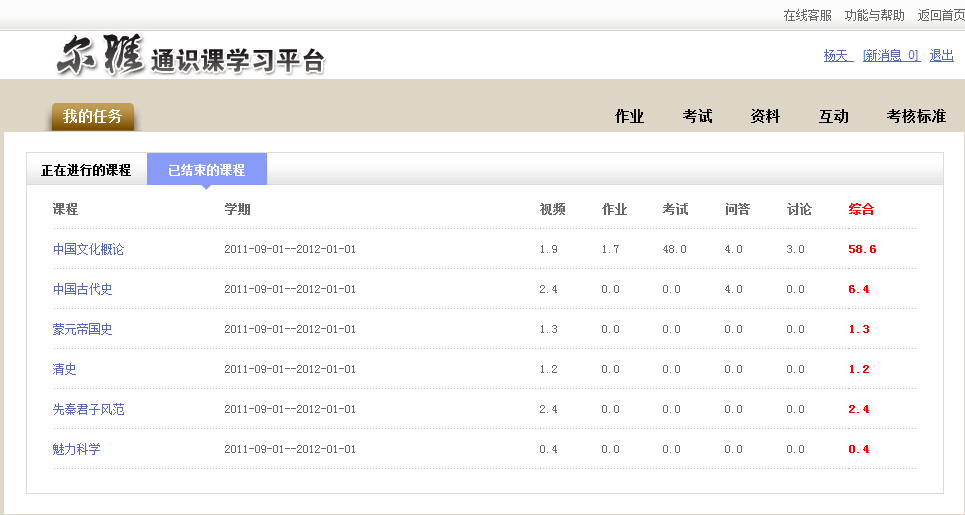 在线客服 功能与帮助 返回首页
尔雅 通识课学习平台
杨天 [新消息 0] 退出
我的任务 作业 考试 资料 互动 考核标准
正在进行的课程 已结束的课程
课程 学期 视频 作业 考试 问答 讨论 综合
中国文化概论 2011-09-01--2012-01-01 1.9 1.7 48.0 4.0 3.0 58.6
中国古代史 2011-09-01--2012-01-01 2.4 0.0 0.0 4.0 0.0 6.4
蒙元帝国史 2011-09-01--2012-01-01 1.3 0.0 0.0 0.0 0.0 1.3
清史 2011-09-01--2012-01-01 1.2 0.0 0.0 0.0 0.0 1.2
先秦君子风范 2011-09-01--2012-01-01 2.4 0.0 0.0 0.0 0.0 2.4
魅力科学 2011-09-01--2012-01-01 0.4 0.0 0.0 0.0 0.0 0.4